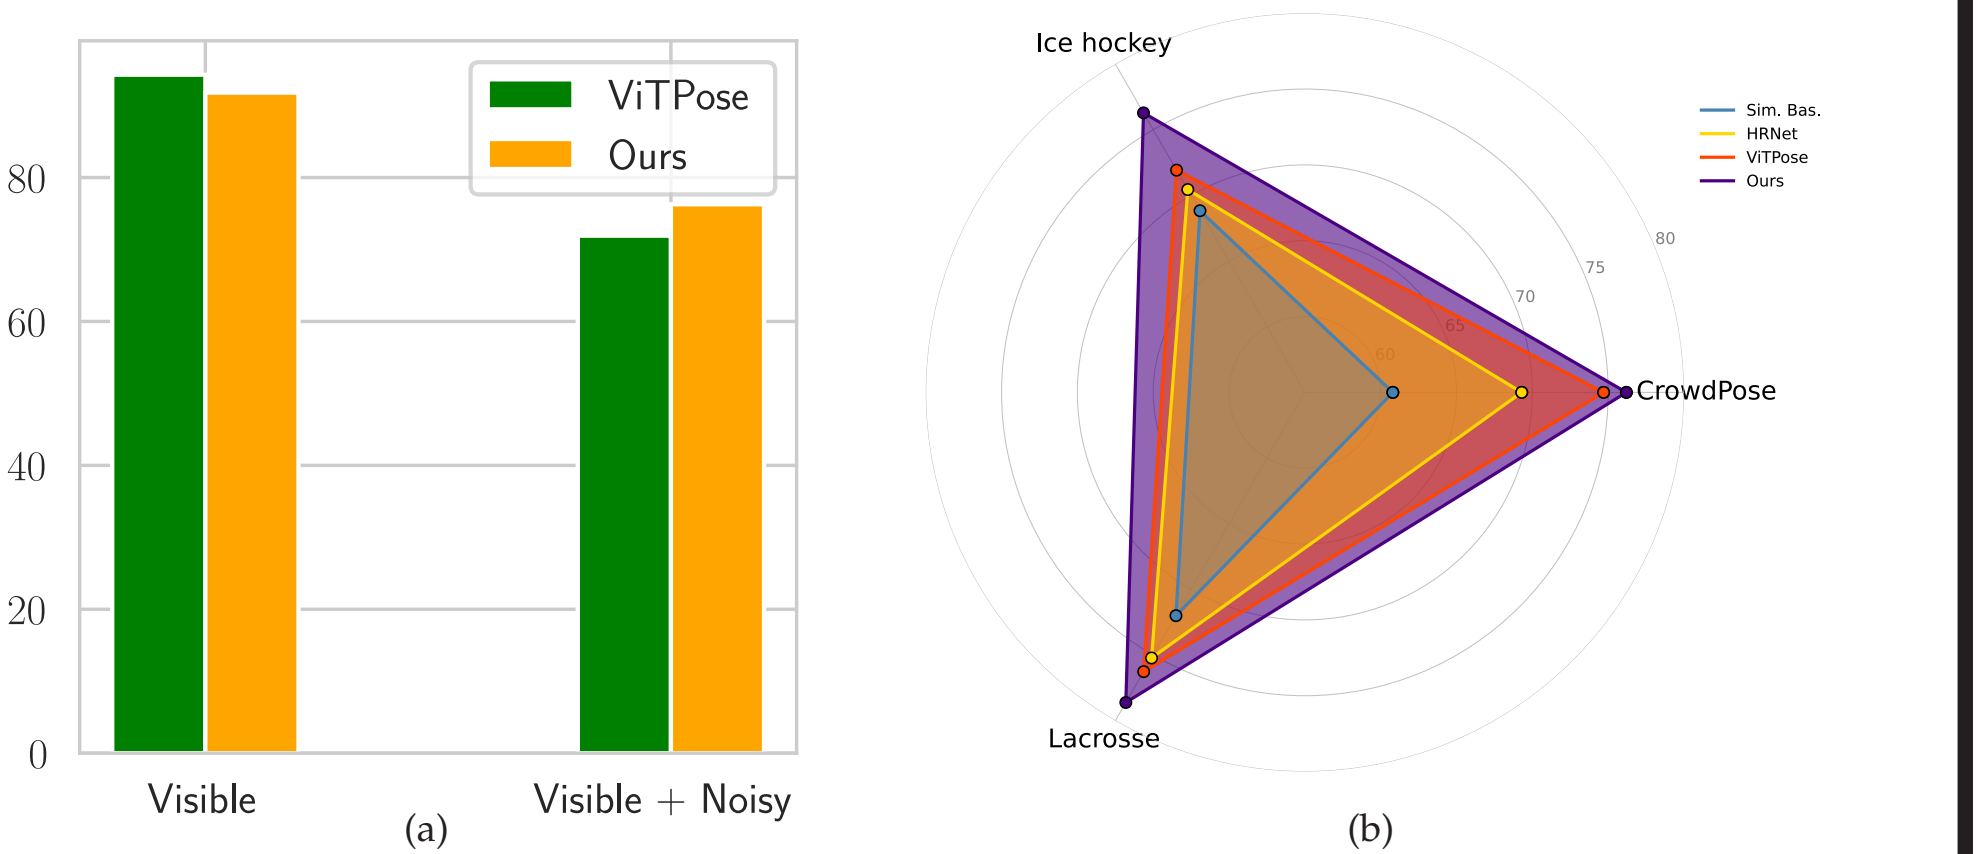 80
60
40
20
0
ViTPose
Ours
Visible
Visible + Noisy
(a)
Ice hockey
CrowdPose
Lacrosse
80
75
70
65
60
Sim. Bas.
HRNet
ViTPose
Ours
(b)